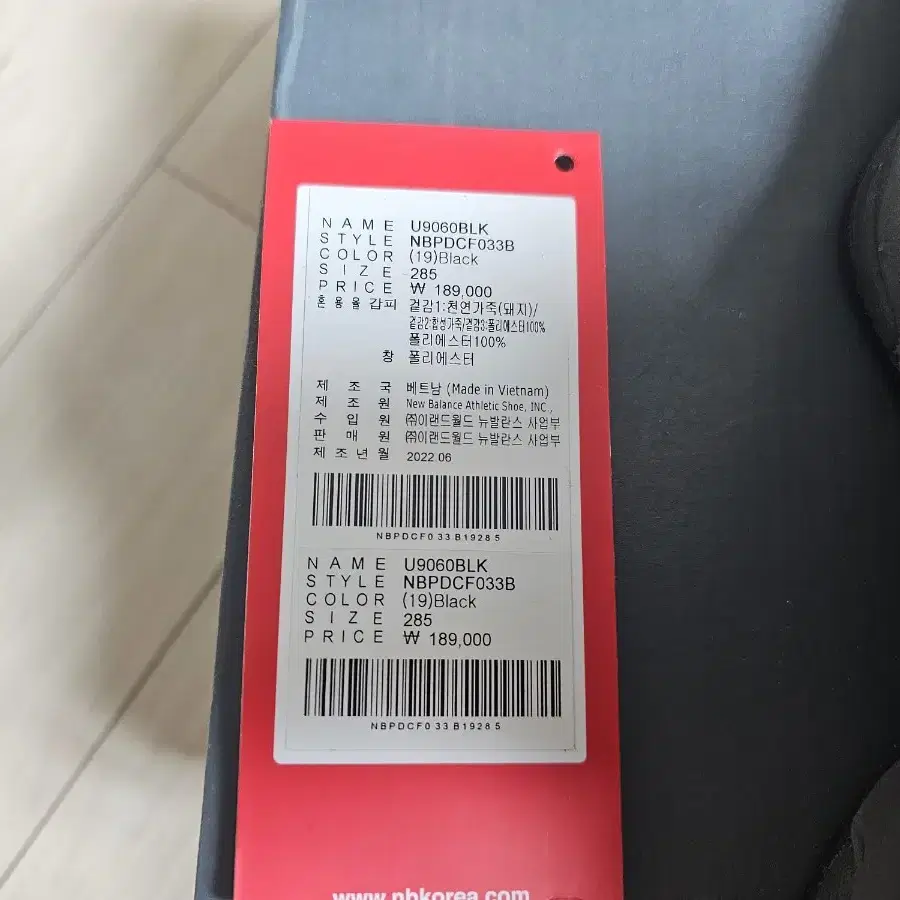 NAME U9060BLK
STYLE NBPDCF033B
COLOR (19)Black
SIZE 285
PRICE ₩ 189,000
혼용율 갑피 겉감1:천연가죽(돼지)/
겉감2:합성가죽/겉감3:폴리에스터100%
폴리에스터100%
창 폴리에스터
제조국 베트남 (Made in Vietnam)
제조원 New Balance Athletic Shoe, INC.,
수입원 ㈜이랜드월드 뉴발란스 사업부
판매원 ㈜이랜드월드 뉴발란스 사업부
제조년월 2022.06
NBPDCF033B19285
NAME U9060BLK
STYLE NBPDCF033B
COLOR (19)Black
SIZE 285
PRICE ₩ 189,000
NBPDCF033B19285
www.nbkorea.com